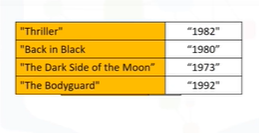 "Thriller" "1982"
"Back in Black "1980"
"The Dark Side of the Moon" "1973"
"The Bodyguard" "1992"